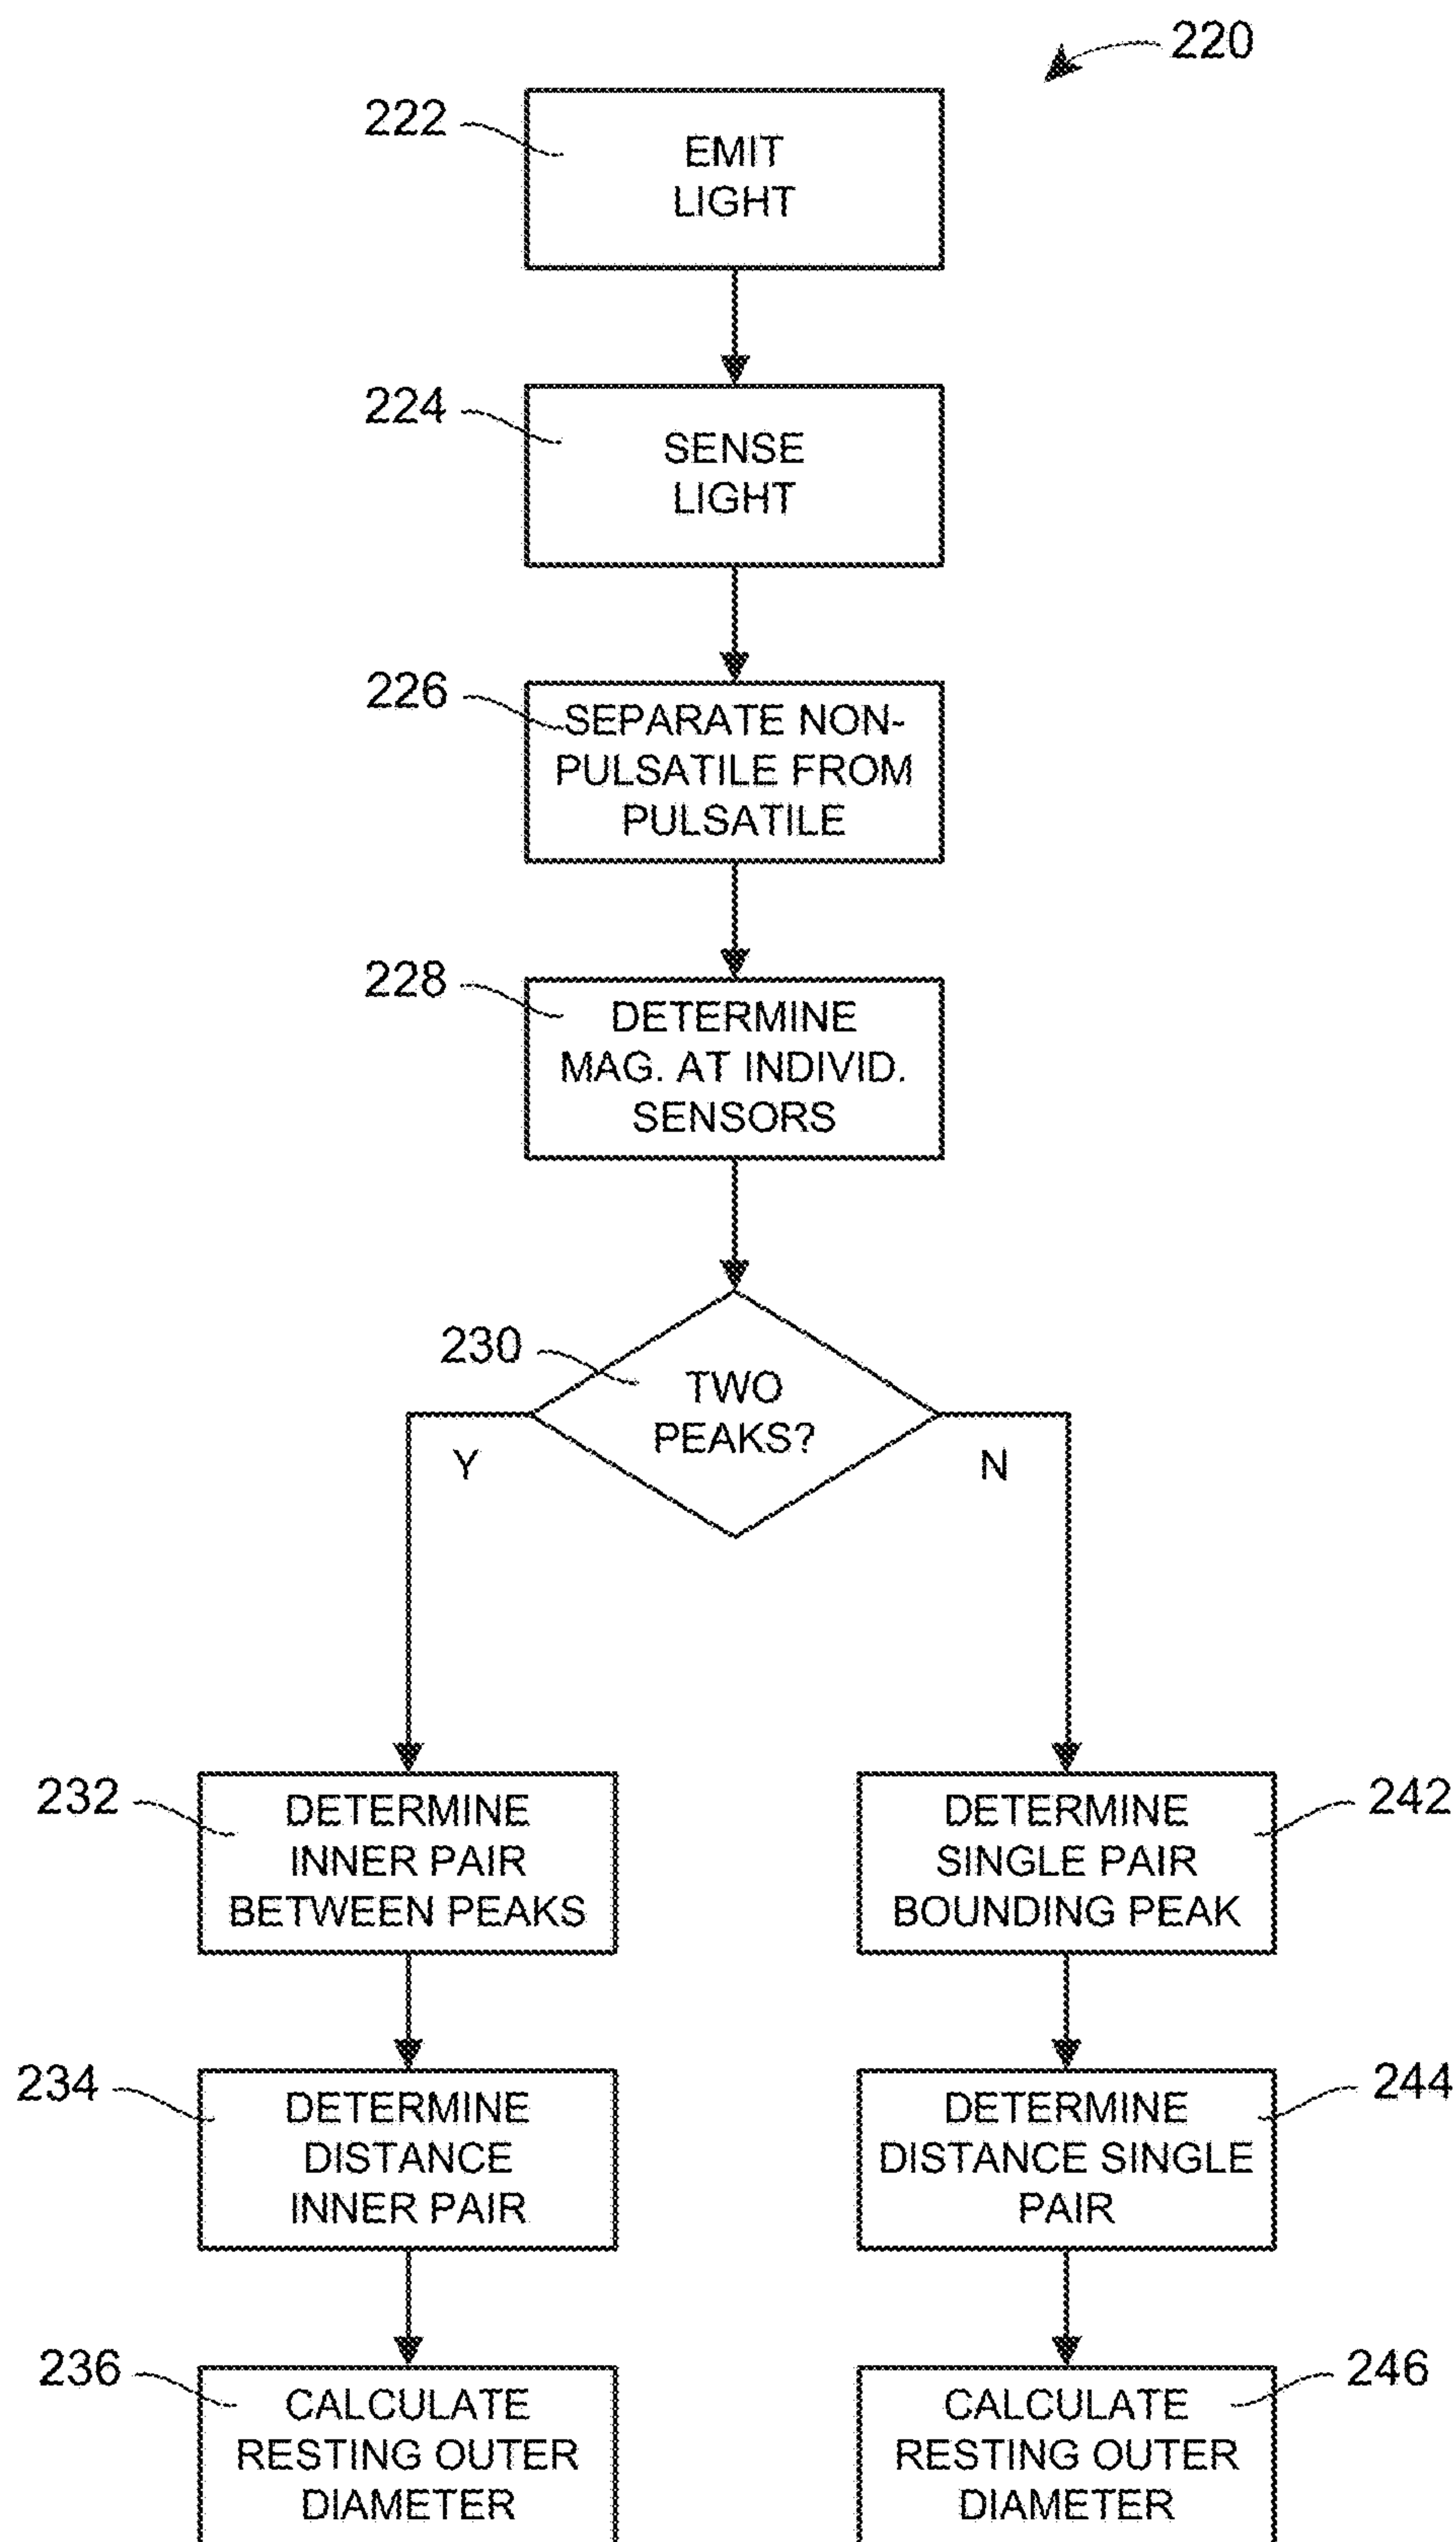 220
222
EMIT
LIGHT
224
SENSE
LIGHT
226
SEPARATE NON-
PULSATILE FROM
PULSATILE
228
DETERMINE
MAG. AT INDIVID.
SENSORS
230
TWO
PEAKS?
Y
N
232
DETERMINE
INNER PAIR
BETWEEN PEAKS
242
DETERMINE
SINGLE PAIR
BOUNDING PEAK
234
DETERMINE
DISTANCE
INNER PAIR
244
DETERMINE
DISTANCE SINGLE
PAIR
236
CALCULATE
RESTING OUTER
DIAMETER
246
CALCULATE
RESTING OUTER
DIAMETER